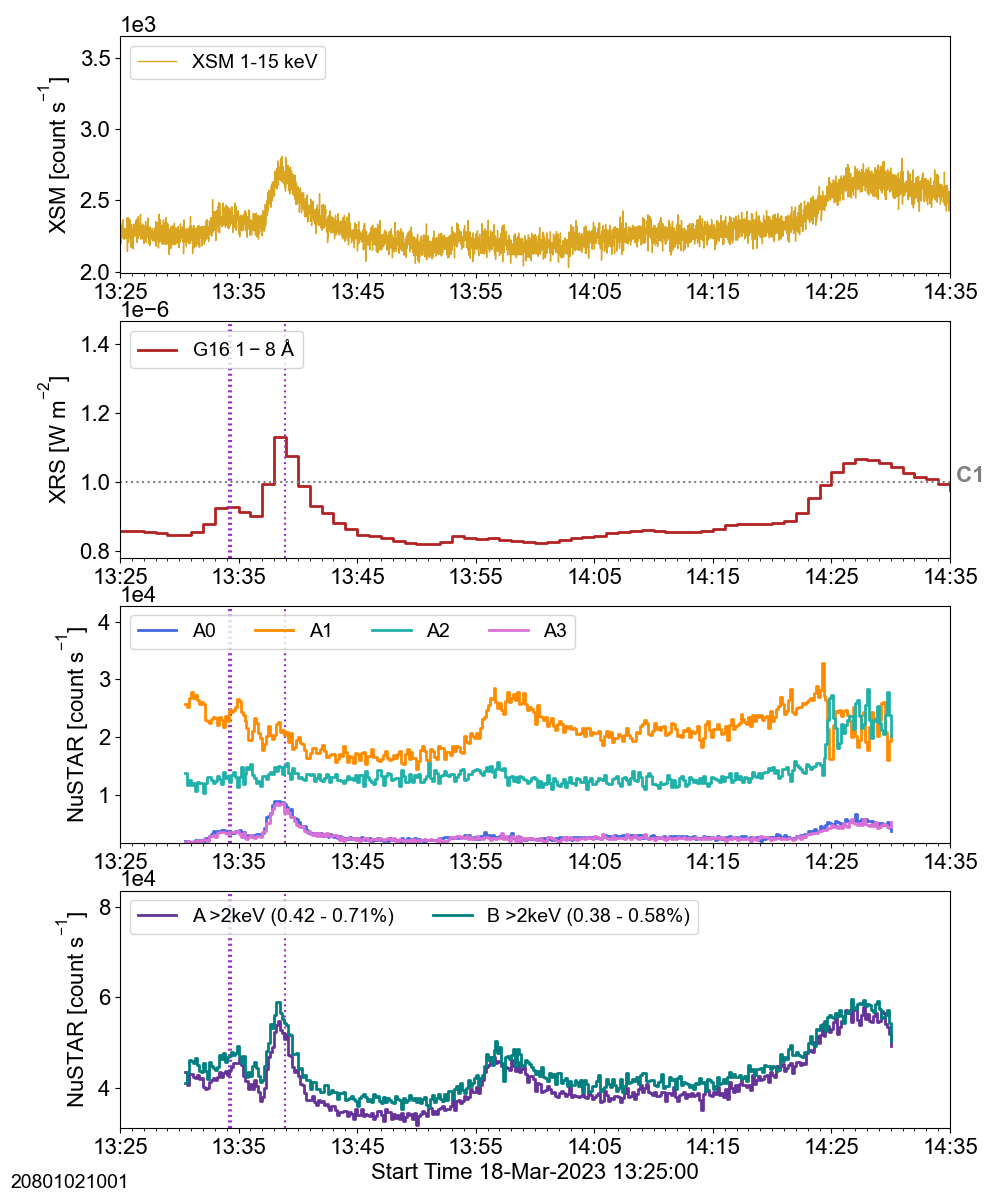 1e3
XSM 1-15 keV
XSM [count s⁻¹]
3.5
3.0
2.5
2.0
13:25 13:35 13:45 13:55 14:05 14:15 14:25 14:35
1e−6
G16 1 − 8 Å
XRS [W m⁻²]
1.4
1.2
1.0
0.8
C1
13:25 13:35 13:45 13:55 14:05 14:15 14:25 14:35
1e4
A0 A1 A2 A3
NuSTAR [count s⁻¹]
4
3
2
1
13:25 13:35 13:45 13:55 14:05 14:15 14:25 14:35
1e4
A >2keV (0.42 - 0.71%) B >2keV (0.38 - 0.58%)
NuSTAR [count s⁻¹]
8
6
4
13:25 13:35 13:45 13:55 14:05 14:15 14:25 14:35
Start Time 18-Mar-2023 13:25:00
20801021001